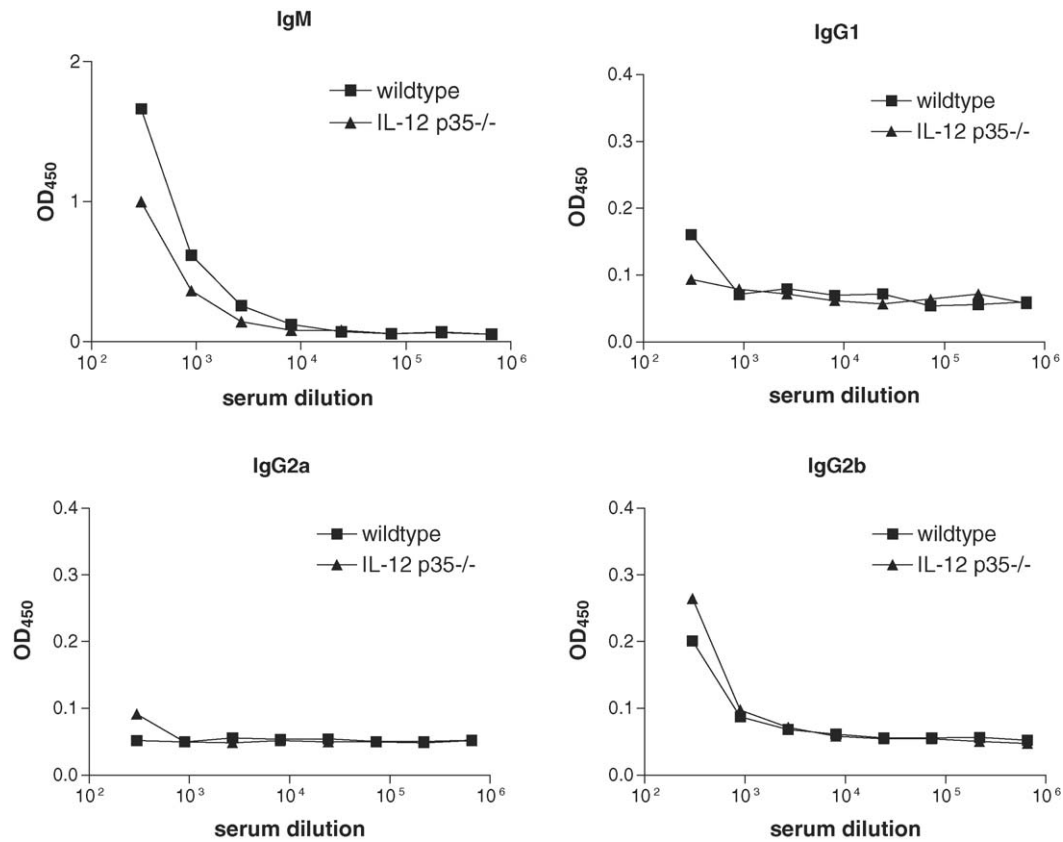 IgM
2
1
0
OD450
wildtype
IL-12 p35-/-
10² 10³ 10⁴ 10⁵ 10⁶
serum dilution
IgG1
0.4
0.3
0.2
0.1
0.0
OD450
wildtype
IL-12 p35-/-
10² 10³ 10⁴ 10⁵ 10⁶
serum dilution
IgG2a
0.4
0.3
0.2
0.1
0.0
OD450
wildtype
IL-12 p35-/-
10² 10³ 10⁴ 10⁵ 10⁶
serum dilution
IgG2b
0.4
0.3
0.2
0.1
0.0
OD450
wildtype
IL-12 p35-/-
10² 10³ 10⁴ 10⁵ 10⁶
serum dilution